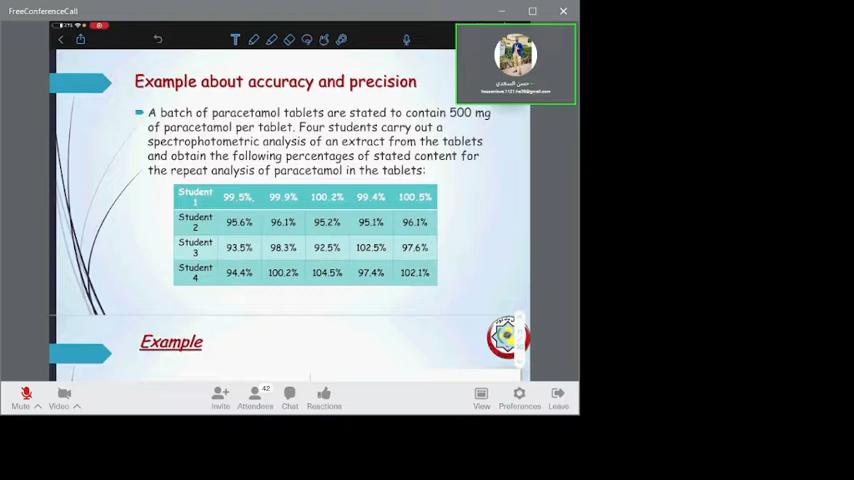 FreeConferenceCall
Example about accuracy and precision
A batch of paracetamol tablets are stated to contain 500 mg
of paracetamol per tablet. Four students carry out a
spectrophotometric analysis of an extract from the tablets
and obtain the following percentages of stated content for
the repeat analysis of paracetamol in the tablets:
Student 1 99.5%, 99.9% 100.2% 99.4% 100.5%
Student 2 95.6% 96.1% 95.2% 95.1% 96.1%
Student 3 93.5% 98.3% 92.5% 102.5% 97.6%
Student 4 94.4% 100.2% 104.5% 97.4% 102.1%
Example
حسن السعدي
42
Mute Video Invite Attendees Chat Reactions View Preferences Leave